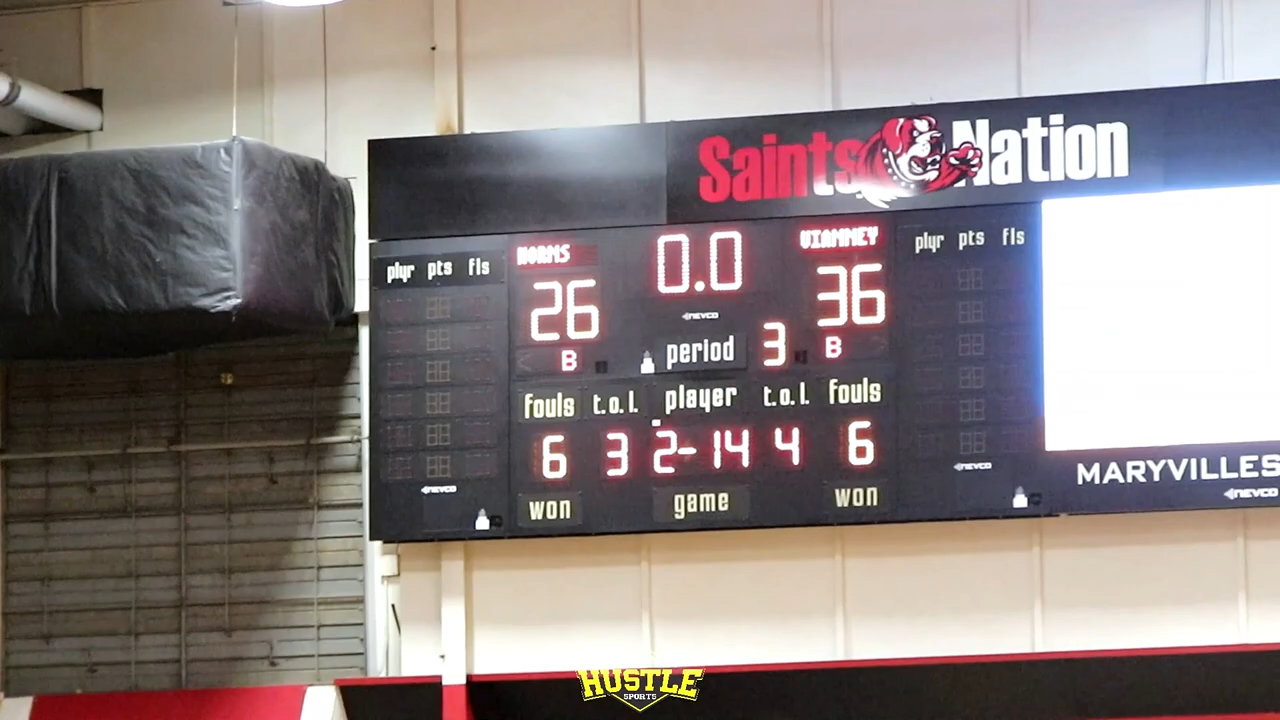 Saints Nation
plyr pts fls
NORMS
0.0
VIANNEY
plyr pts fls
26
NEVCO
36
B
period
3
B
fouls
t.o.l.
player
t.o.l.
fouls
6
3
2-14
4
6
NEVCO
NEVCO
MARYVILLES
NEVCO
won
game
won
HUSTLE
SPORTS